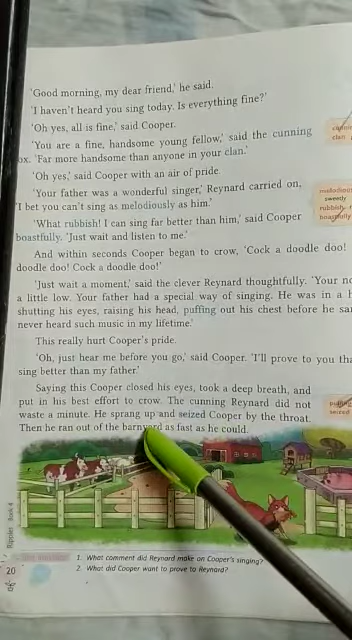 'Good morning, my dear friend,' he said.
'I haven't heard you sing today. Is everything fine?'
'Oh yes, all is fine,' said Cooper.
'You are a fine, handsome young fellow,' said the cunning
ox. 'Far more handsome than anyone in your clan.'
'Oh yes,' said Cooper with an air of pride.
'Your father was a wonderful singer,' Reynard carried on,
'I bet you can't sing as melodiously as him.'
'What rubbish! I can sing far better than him,' said Cooper
boastfully. 'Just wait and listen to me.'
And within seconds Cooper began to crow, 'Cock a doodle doo!
doodle doo! Cock a doodle doo!'
'Just wait a moment,' said the clever Reynard thoughtfully. 'Your
a little low. Your father had a special way of singing. He was in a
shutting his eyes, raising his head, puffing out his chest before he
never heard such music in my lifetime.'
This really hurt Cooper's pride.
'Oh, just hear me before you go,' said Cooper. 'I'll prove to you
sing better than my father.'
Saying this Cooper closed his eyes, took a deep breath, and
put in his best effort to crow. The cunning Reynard did not
waste a minute. He sprang up and seized Cooper by the throat.
Then he ran out of the barnyard as fast as he could.
clan
melodious
sweetly
rubbish
boastfully
seized
1. What comment did Reynard make on Cooper's singing?
2. What did Cooper want to prove to Reynard?
20
Book 4